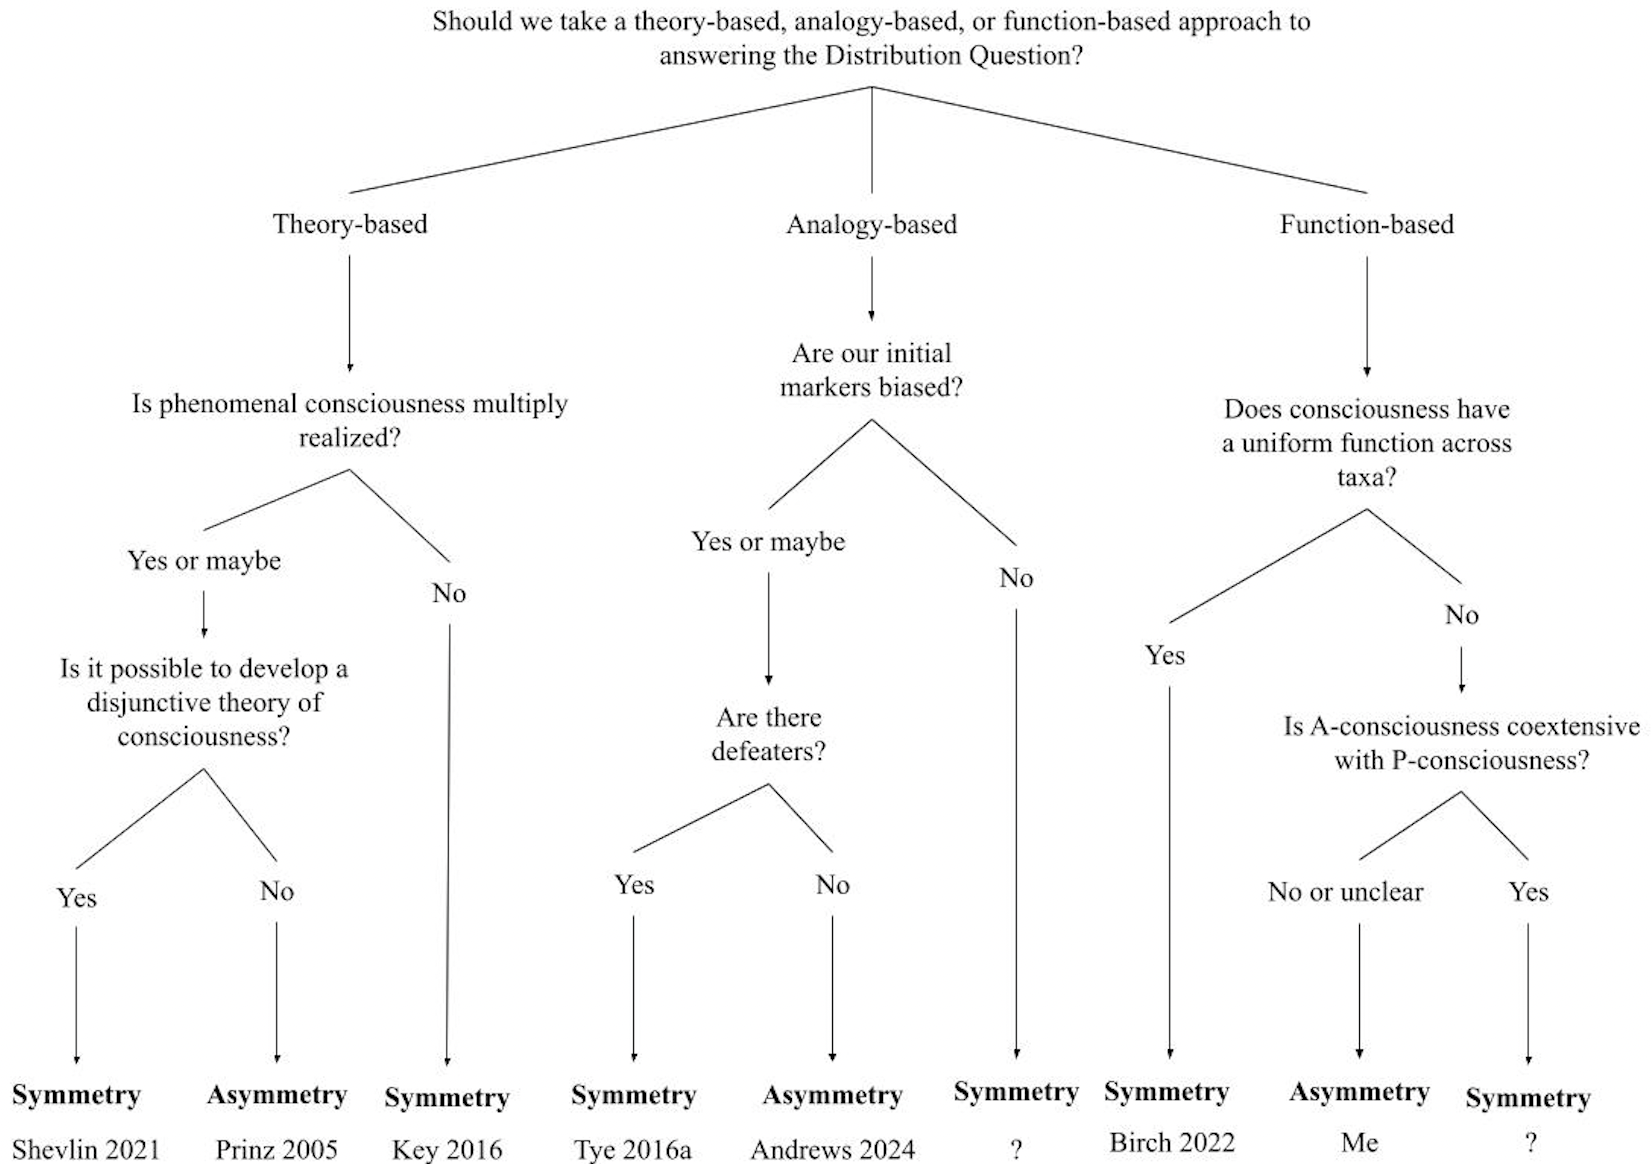 Should we take a theory-based, analogy-based, or function-based approach to
answering the Distribution Question?
Theory-based
Analogy-based
Function-based
Are our initial
markers biased?
Is phenomenal consciousness multiply
realized?
Does consciousness have
a uniform function across
taxa?
Yes or maybe
No
Yes or maybe
No
Yes
No
Is it possible to develop a
disjunctive theory of
consciousness?
Are there
defeaters?
Is A-consciousness coextensive
with P-consciousness?
Yes
No
Yes
No
No or unclear
Yes
Symmetry
Asymmetry
Symmetry
Symmetry
Asymmetry
Symmetry
Symmetry
Asymmetry
Symmetry
Shevlin 2021
Prinz 2005
Key 2016
Tye 2016a
Andrews 2024
?
Birch 2022
Me
?